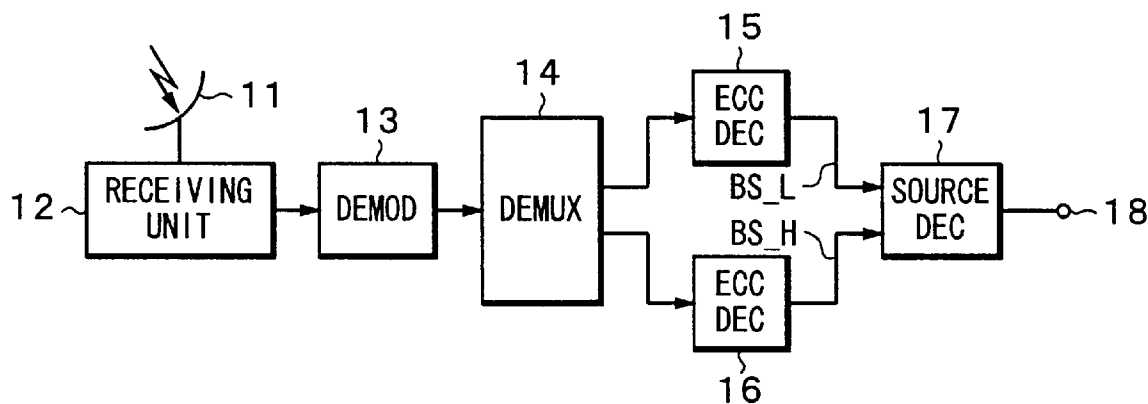 11
12
RECEIVING
UNIT
13
DEMOD
14
DEMUX
15
ECC
DEC
BS_L
BS_H
ECC
DEC
16
17
SOURCE
DEC
18